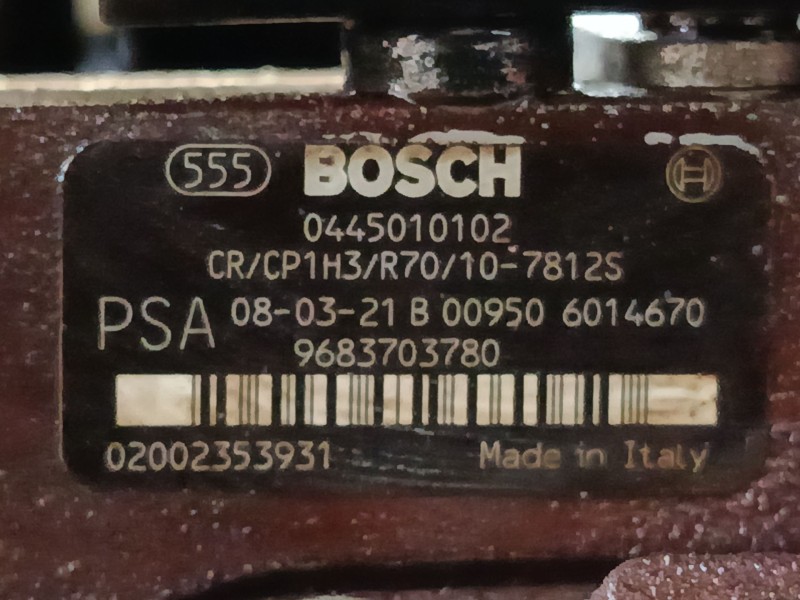 555 BOSCH
0445010102
CR/CP1H3/R70/10-7812S
PSA 08-03-21 B 00950 6014670
9683703780
02002353931 Made in Italy